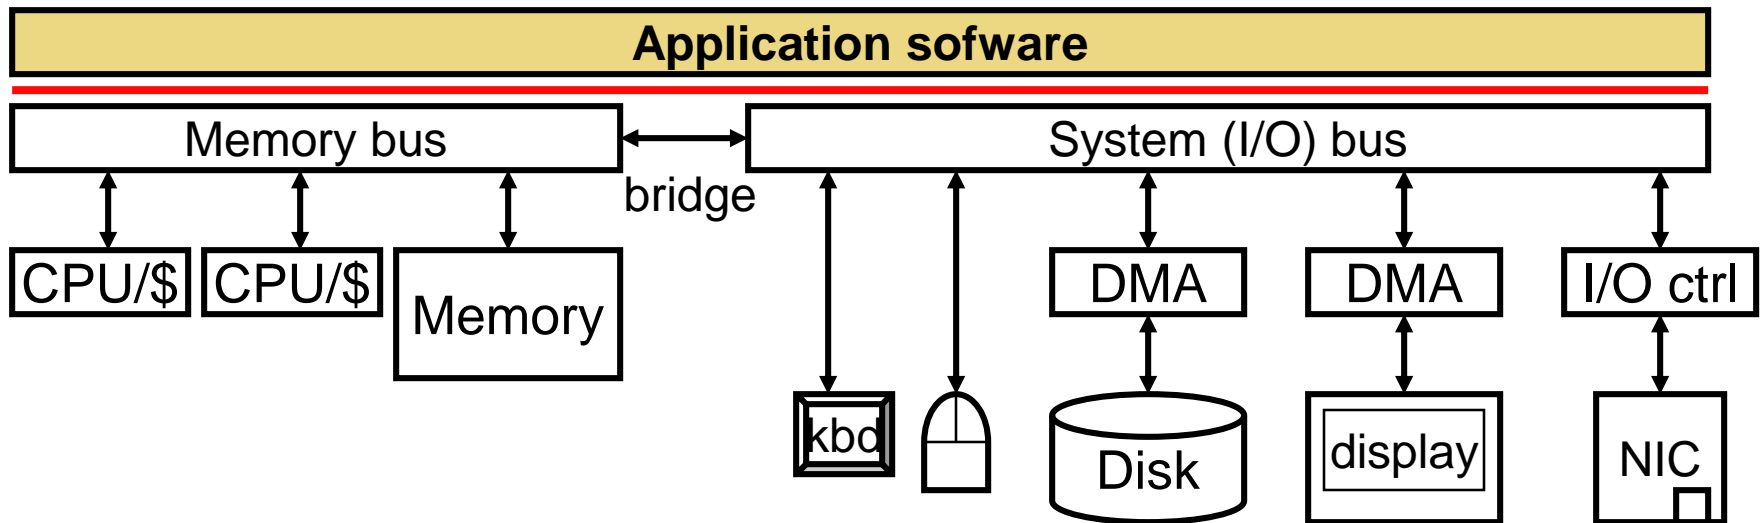 Application sofware
Memory bus
System (I/O) bus
bridge
CPU/$
CPU/$
Memory
DMA
DMA
I/O ctrl
kbd
Disk
display
NIC